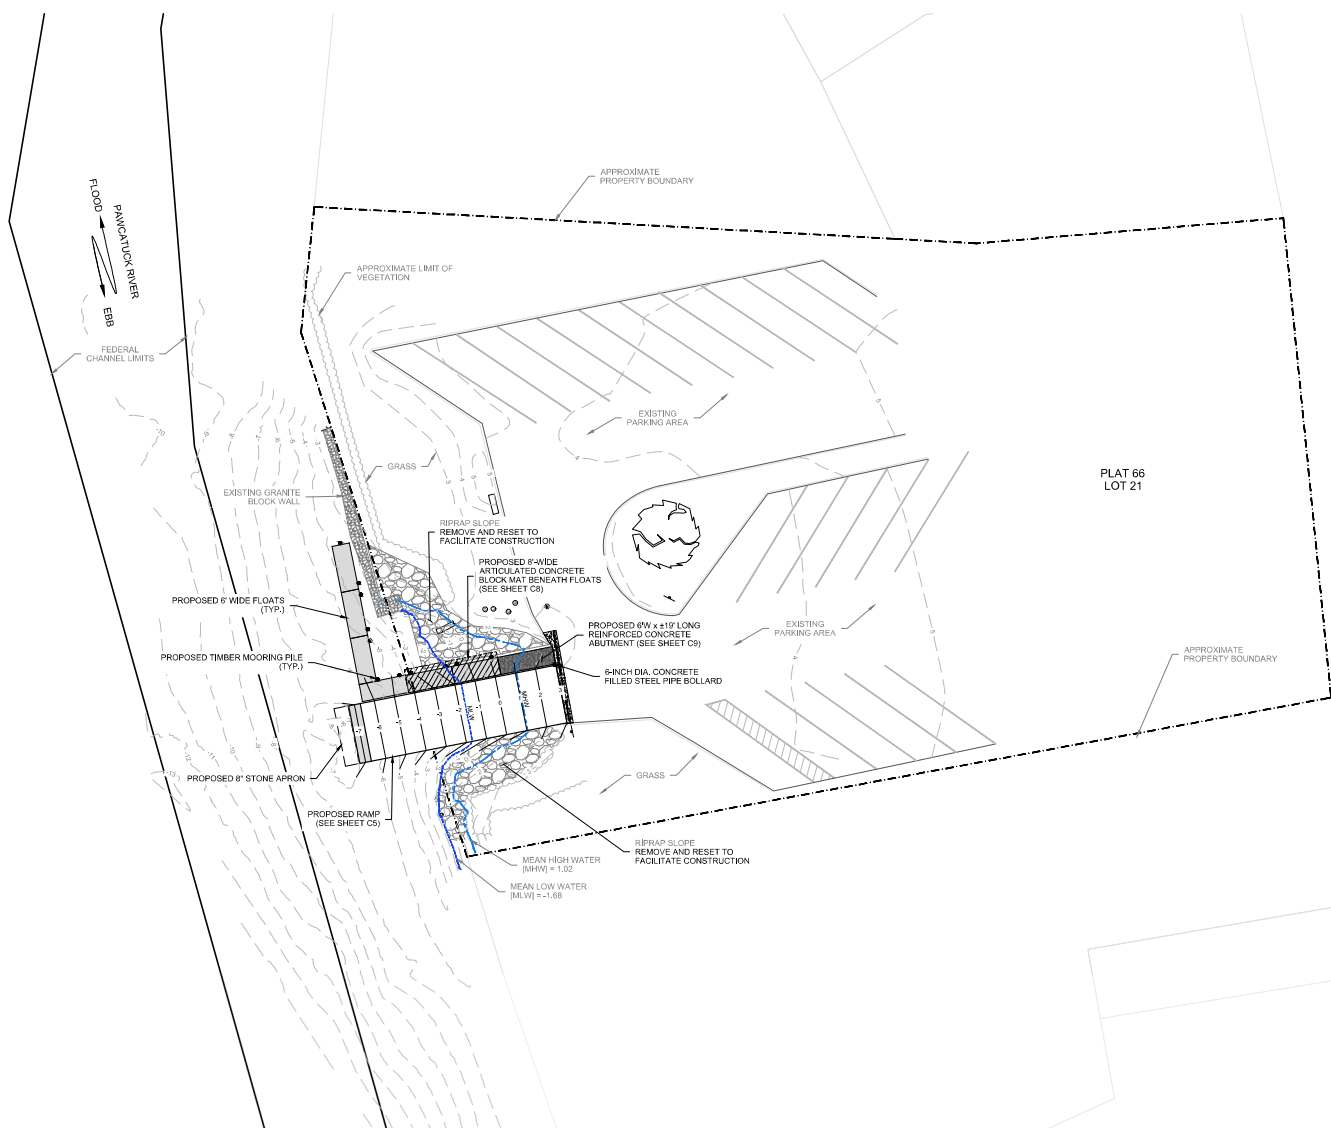 APPROXIMATE
PROPERTY BOUNDARY
FLOOD
PAWCATUCK RIVER
EBB
APPROXIMATE LIMIT OF
VEGETATION
FEDERAL
CHANNEL LIMITS
EXISTING
PARKING AREA
GRASS
PLAT 66
LOT 21
EXISTING GRANITE
BLOCK WALL
RIPRAP SLOPE
REMOVE AND RESET TO
FACILITATE CONSTRUCTION
PROPOSED 8'-WIDE
ARTICULATED CONCRETE
BLOCK MAT BENEATH FLOATS
(SEE SHEET C8)
PROPOSED 6' WIDE FLOATS
(TYP.)
PROPOSED 6'W x ±19' LONG
REINFORCED CONCRETE
ABUTMENT (SEE SHEET C9)
EXISTING
PARKING AREA
PROPOSED TIMBER MOORING PILE
(TYP.)
6-INCH DIA. CONCRETE
FILLED STEEL PIPE BOLLARD
APPROXIMATE
PROPERTY BOUNDARY
MLW
MHW
PROPOSED 8" STONE APRON
GRASS
PROPOSED RAMP
(SEE SHEET C5)
RIPRAP SLOPE
REMOVE AND RESET TO
FACILITATE CONSTRUCTION
MEAN HIGH WATER
[MHW] = 1.02
MEAN LOW WATER
[MLW] = -1.68